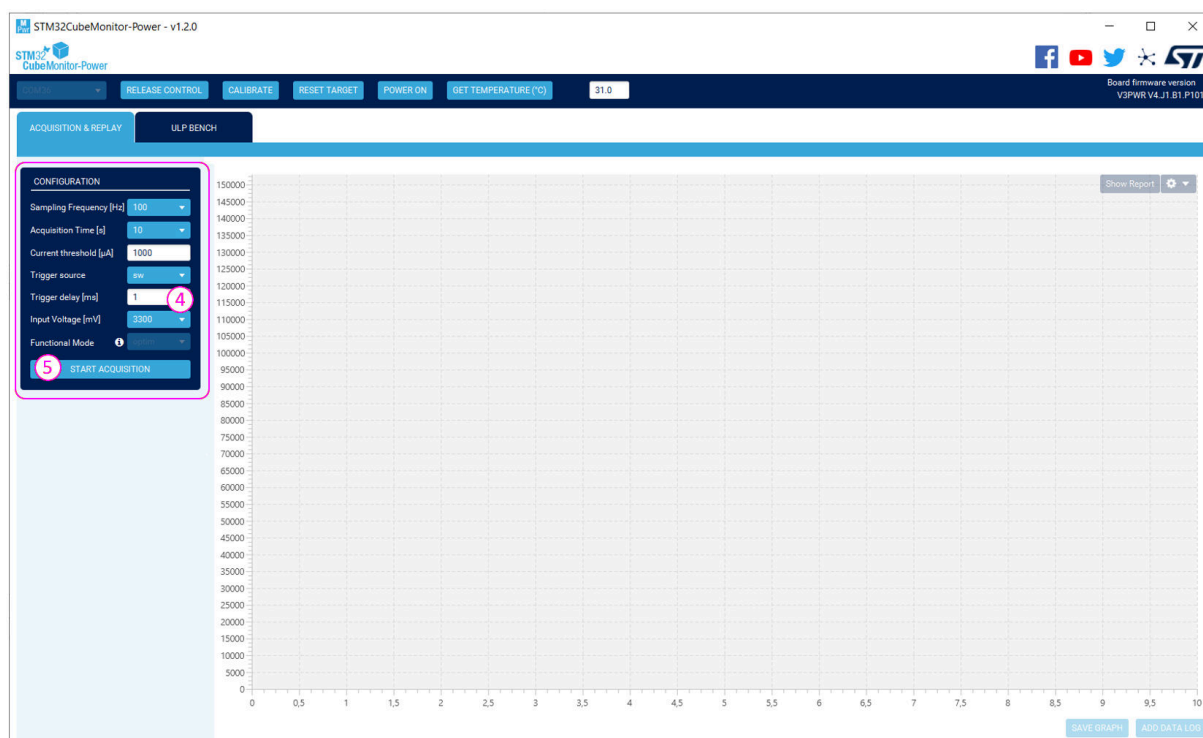 STM32CubeMonitor-Power - v1.2.0
STM32
CubeMonitor-Power
RELEASE CONTROL CALIBRATE RESET TARGET POWER ON GET TEMPERATURE (°C) 31.0
Board firmware version
V3PWR V4.J1.B1.P101
ACQUISITION & REPLAY ULP BENCH
CONFIGURATION
Sampling Frequency [Hz] 100
Acquisition Time [s] 10
Current threshold [µA] 1000
Trigger source sw
Trigger delay [ms] 1
4
Input Voltage [mV] 3300
Functional Mode
5 START ACQUISITION
Show Report
150000
145000
140000
135000
130000
125000
120000
115000
110000
105000
100000
95000
90000
85000
80000
75000
70000
65000
60000
55000
50000
45000
40000
35000
30000
25000
20000
15000
10000
5000
0
0 0,5 1 1,5 2 2,5 3 3,5 4 4,5 5 5,5 6 6,5 7 7,5 8 8,5 9 9,5 10
SAVE GRAPH ADD DATA LOG